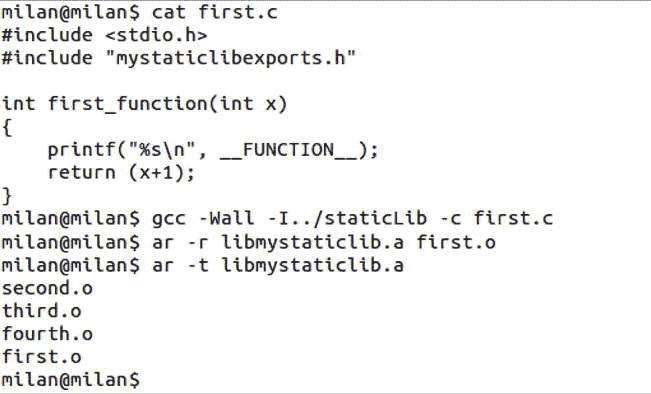 milan@milan$ cat first.c
#include <stdio.h>
#include "mystaticlibexports.h"

int first_function(int x)
{
    printf("%s\n", __FUNCTION__);
    return (x+1);
}
milan@milan$ gcc -Wall -I../staticLib -c first.c
milan@milan$ ar -r libmystaticlib.a first.o
milan@milan$ ar -t libmystaticlib.a
second.o
third.o
fourth.o
first.o
milan@milan$